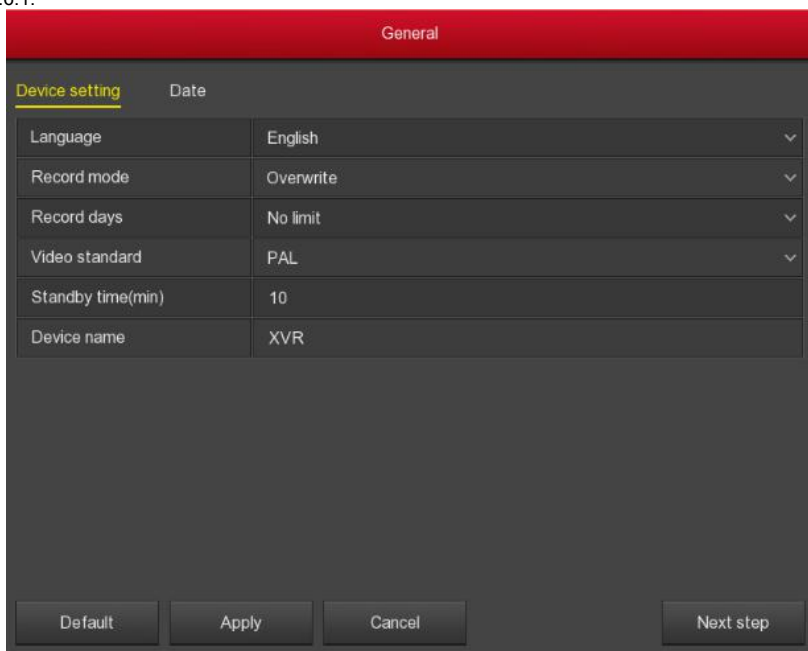 General
Device setting Date
Language English
Record mode Overwrite
Record days No limit
Video standard PAL
Standby time(min) 10
Device name XVR
Default Apply Cancel Next step